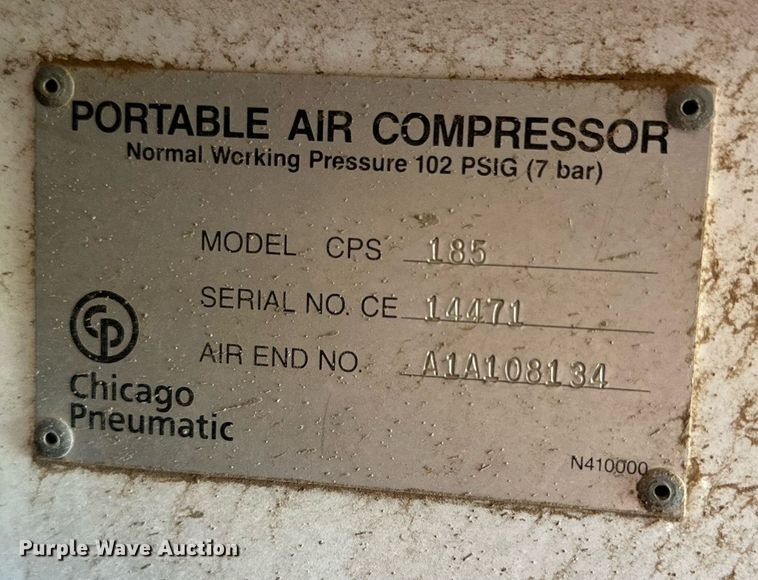 PORTABLE AIR COMPRESSOR
Normal Working Pressure 102 PSIG (7 bar)
MODEL CPS 185
SERIAL NO. CE 14471
AIR END NO. A1A108134
CP
Chicago
Pneumatic
N410000
Purple Wave Auction